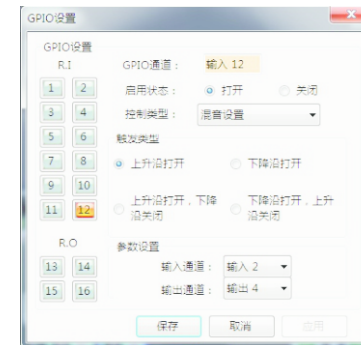 GPIO设置
GPIO设置
R.I
GPIO通道：
输入 12
1 2
启用状态：
打开
关闭
3 4
控制类型：
混音设置
5 6
触发类型
7 8
上升沿打开
下降沿打开
9 10
11 12
上升沿打开，下降沿关闭
下降沿打开，上升沿关闭
R.O
参数设置
13 14
输入通道：
输入 2
15 16
输出通道：
输出 4
保存
取消
应用